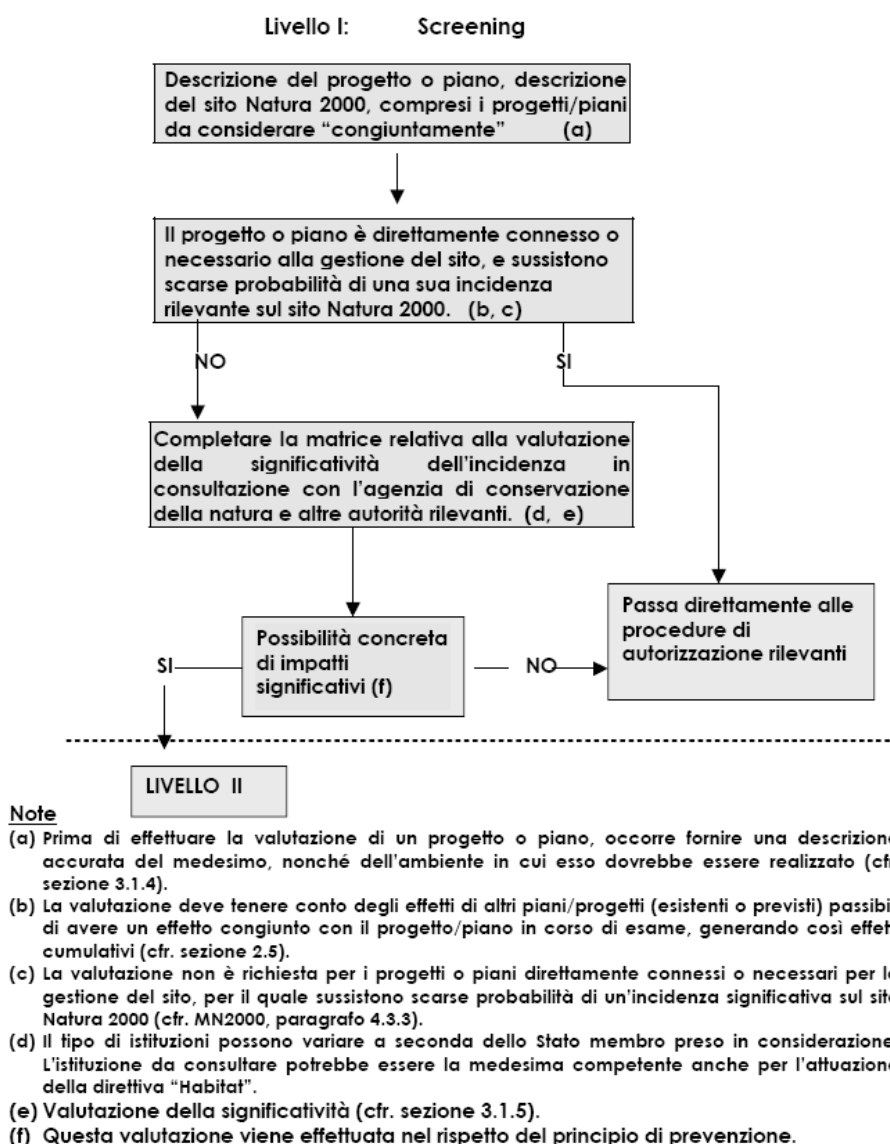 Livello I: Screening
Descrizione del progetto o piano, descrizione
del sito Natura 2000, compresi i progetti/piani
da considerare “congiuntamente” (a)
Il progetto o piano è direttamente connesso o
necessario alla gestione del sito, e sussistono
scarse probabilità di una sua incidenza
rilevante sul sito Natura 2000. (b, c)
NO SI
Completare la matrice relativa alla valutazione
della significatività dell’incidenza in
consultazione con l’agenzia di conservazione
della natura e altre autorità rilevanti. (d, e)
Passa direttamente alle
procedure di
autorizzazione rilevanti
Possibilità concreta
di impatti
significativi (f)
SI NO
LIVELLO II
Note
(a) Prima di effettuare la valutazione di un progetto o piano, occorre fornire una descrizione
accurata del medesimo, nonché dell’ambiente in cui esso dovrebbe essere realizzato (cfr
sezione 3.1.4).
(b) La valutazione deve tenere conto degli effetti di altri piani/progetti (esistenti o previsti) passibi
di avere un effetto congiunto con il progetto/piano in corso di esame, generando così effett
cumulativi (cfr. sezione 2.5).
(c) La valutazione non è richiesta per i progetti o piani direttamente connessi o necessari per la
gestione del sito, per il quale sussistono scarse probabilità di un’incidenza significativa sul sito
Natura 2000 (cfr. MN2000, paragrafo 4.3.3).
(d) Il tipo di istituzioni possono variare a seconda dello Stato membro preso in considerazione
L’istituzione da consultare potrebbe essere la medesima competente anche per l’attuazione
della direttiva “Habitat”.
(e) Valutazione della significatività (cfr. sezione 3.1.5).
(f) Questa valutazione viene effettuata nel rispetto del principio di prevenzione.